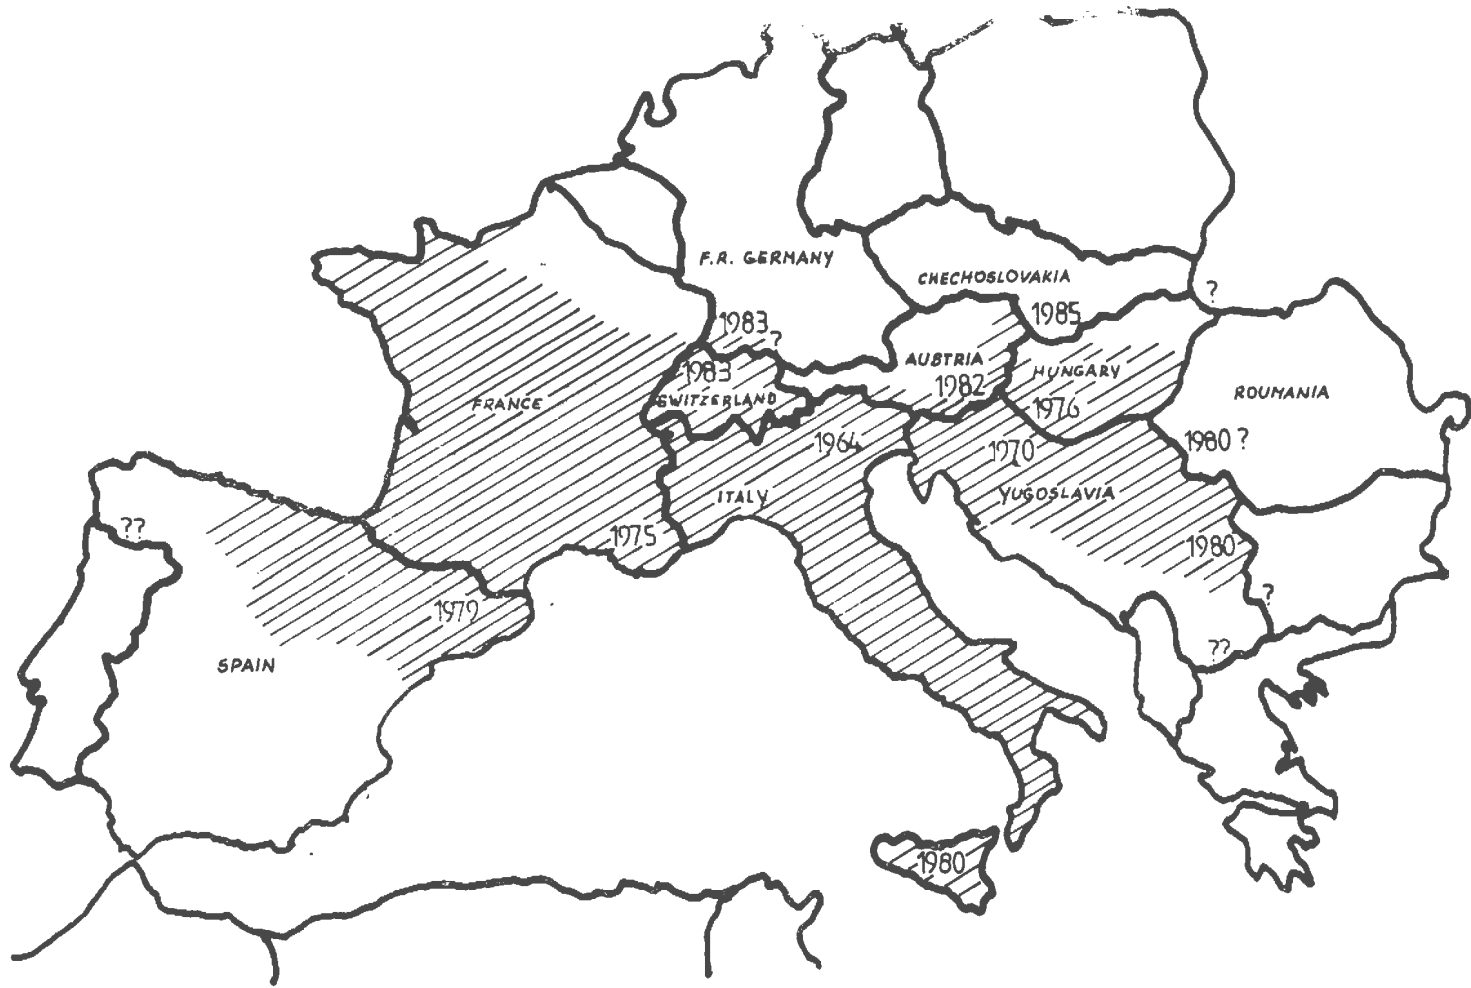 F.R. GERMANY
CHECHOSLOVAKIA
?
1983
?
1985
AUSTRIA
1982
HUNGARY
1976
1983
SWITZERLAND
FRANCE
ROUMANIA
1980 ?
1964
1970
ITALY
YUGOSLAVIA
??
1975
1980
?
1979
??
SPAIN
1980